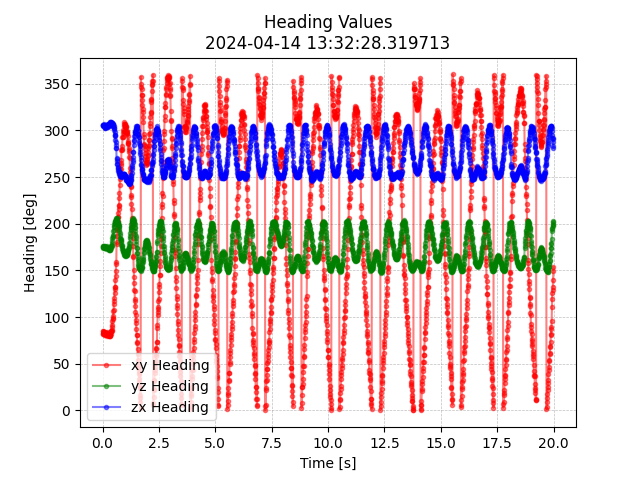 Heading Values
2024-04-14 13:32:28.319713
Heading [deg]
350
300
250
200
150
100
50
0
xy Heading
yz Heading
zx Heading
0.0 2.5 5.0 7.5 10.0 12.5 15.0 17.5 20.0
Time [s]